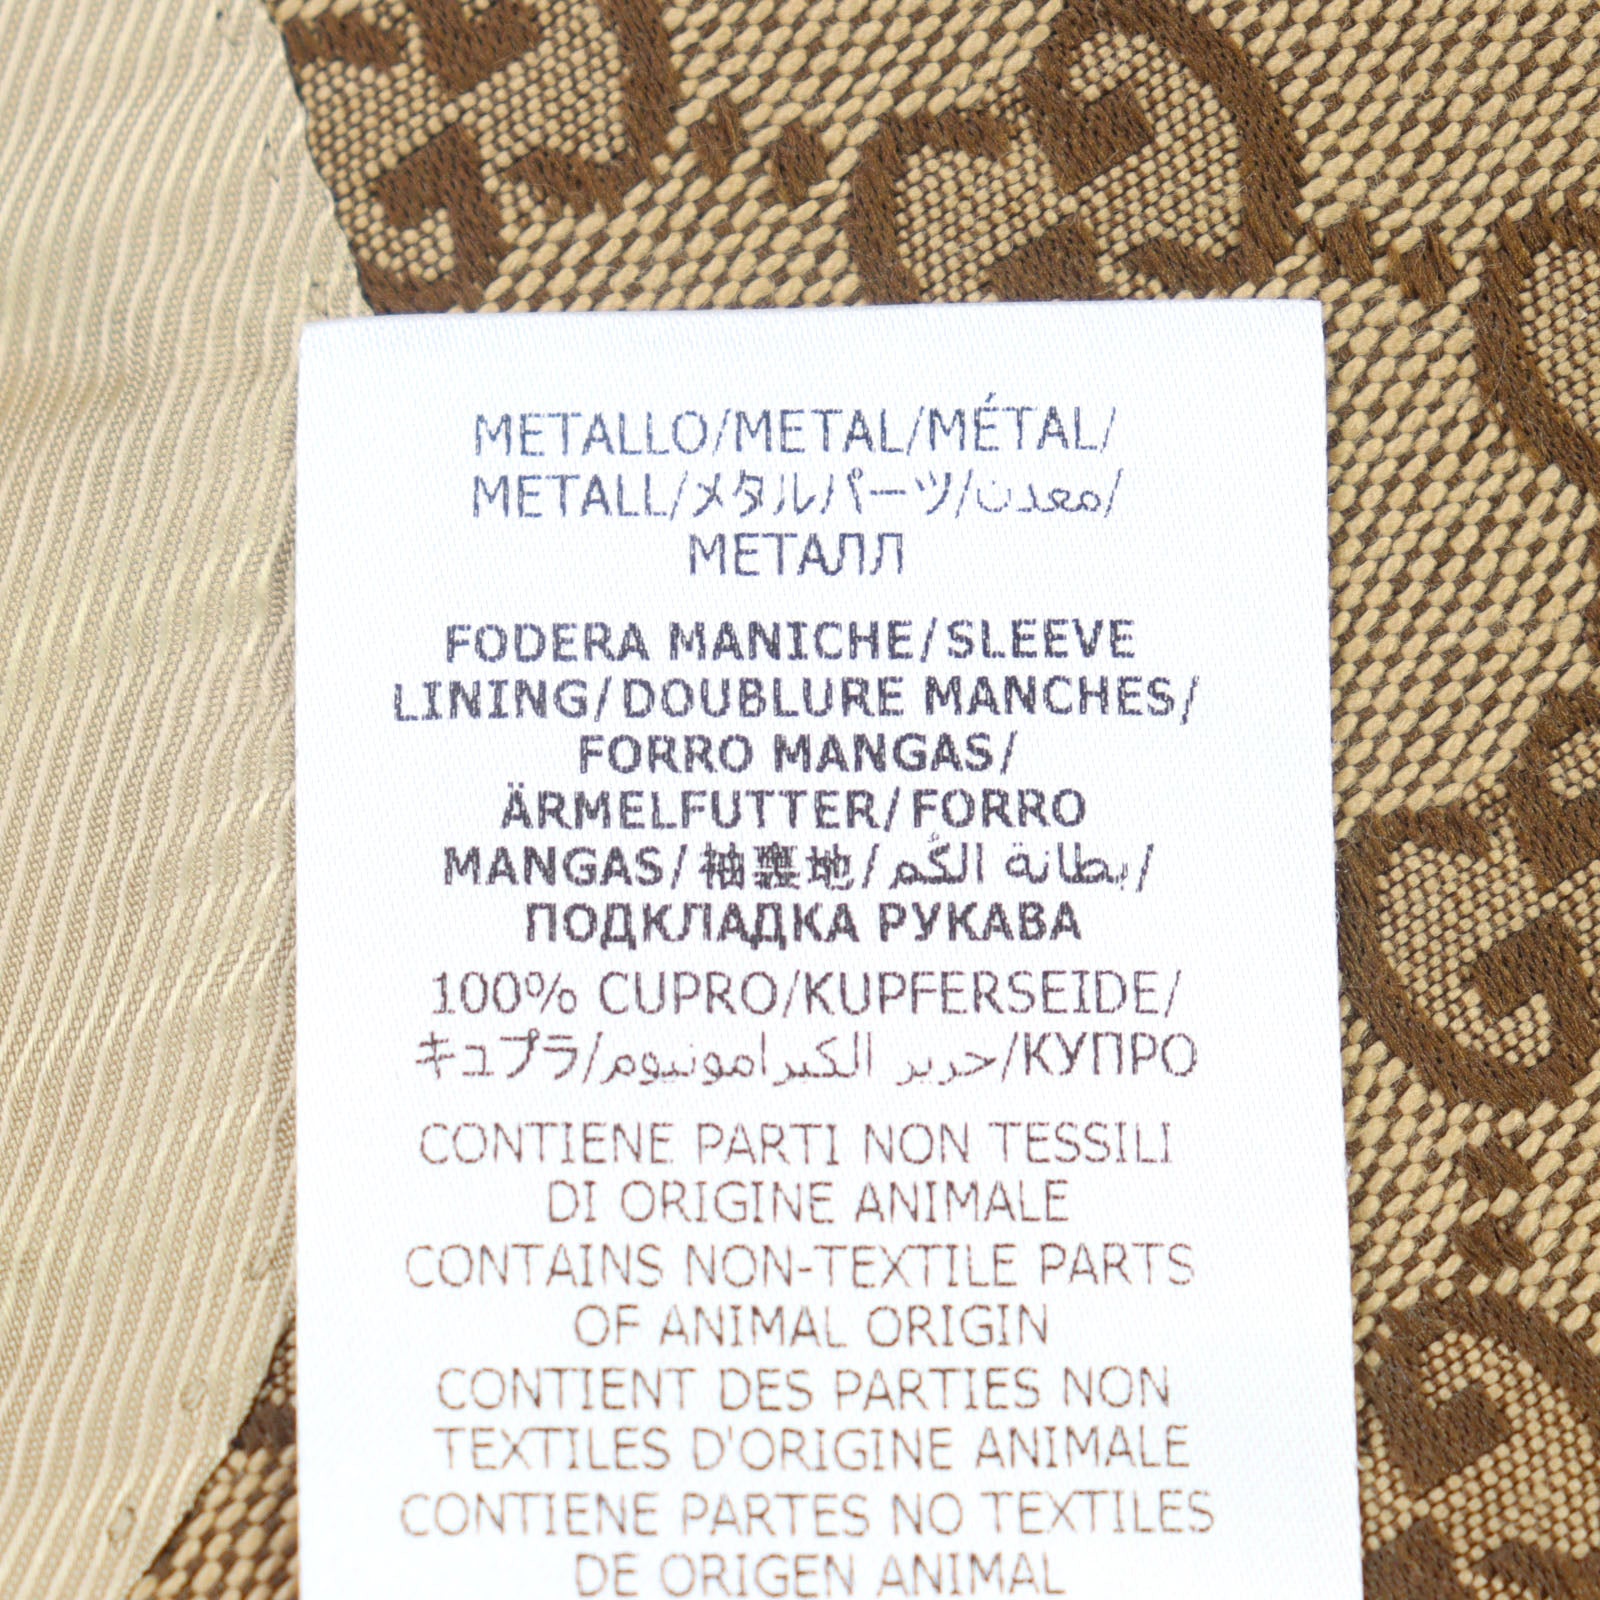 METALLO/METAL/MÉTAL/
METALL/メタルパーツ/معدن/
МЕТАЛЛ
FODERA MANICHE/SLEEVE
LINING/DOUBLURE MANCHES/
FORRO MANGAS/
ÄRMELFUTTER/FORRO
MANGAS/袖裏地/بطانة الكُم/
ПОДКЛАДКА РУКАВА
100% CUPRO/KUPFERSEIDE/
キュプラ/حرير الكبرامونيوم/КУПРО
CONTIENE PARTI NON TESSILI
DI ORIGINE ANIMALE
CONTAINS NON-TEXTILE PARTS
OF ANIMAL ORIGIN
CONTIENT DES PARTIES NON
TEXTILES D'ORIGINE ANIMALE
CONTIENE PARTES NO TEXTILES
DE ORIGEN ANIMAL